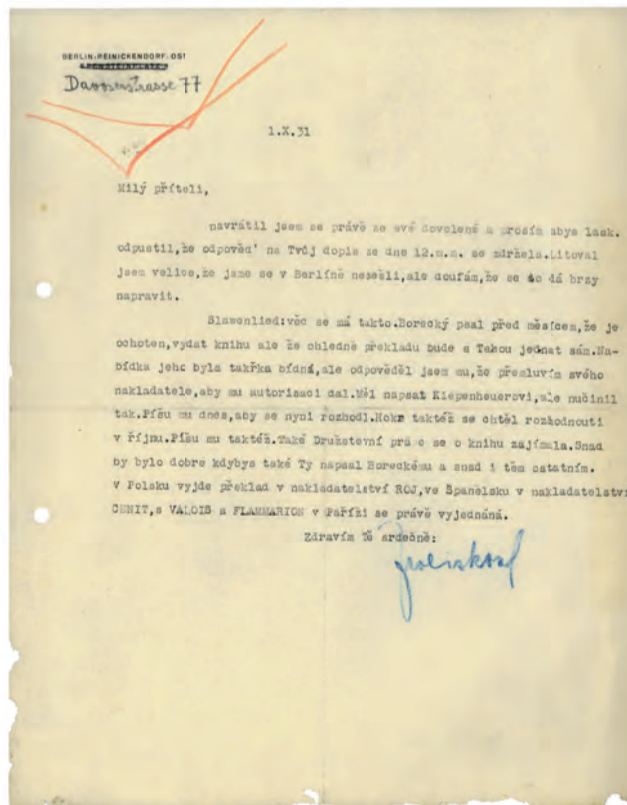 BERLIN-REINICKENDORF-OST
Davoserstrasse 77
1.X.31
Milý příteli,
navrátil jsem se právě ze své dovolené a prosím abys lask.
odpustil,že odpověd' na Tvůj dopis ze dne 12.m.m. se zdržela.Litoval
jsem velice,že jsme se v Berlíně nesešli,ale doufám,že se to dá brzy
napravit.
Slawenlied:věc se má takto.Borecký psal před měsícem,že je
ochoten,vydat knihu ale že ohledně překladu bude s Tebou jednat sám.Na-
bídka jeho byla takřka bídná,ale odpověděl jsem mu,že přemluvím svého
nakladatele,aby mu autorisaci dal.Měl napsat Kiepenheuerovi,ale neučinil
tak.Píšu mu dnes,aby se nyní rozhodl.Mokr taktéž se chtěl rozhodnouti
v říjnu.Píšu mu taktéž.Také Družstevní práce se o knihu zajímala.Snad
by bylo dobre kdybys také Ty napsal Boreckému a snad i těm ostatním.
v Polsku vyjde překlad v nakladatelství ROJ,ve Španělsku v nakladatelství
CENIT,s VALOIS a FLAMMARION v Paříži se právě vyjednáná.
Zdravím Tě srdečně: